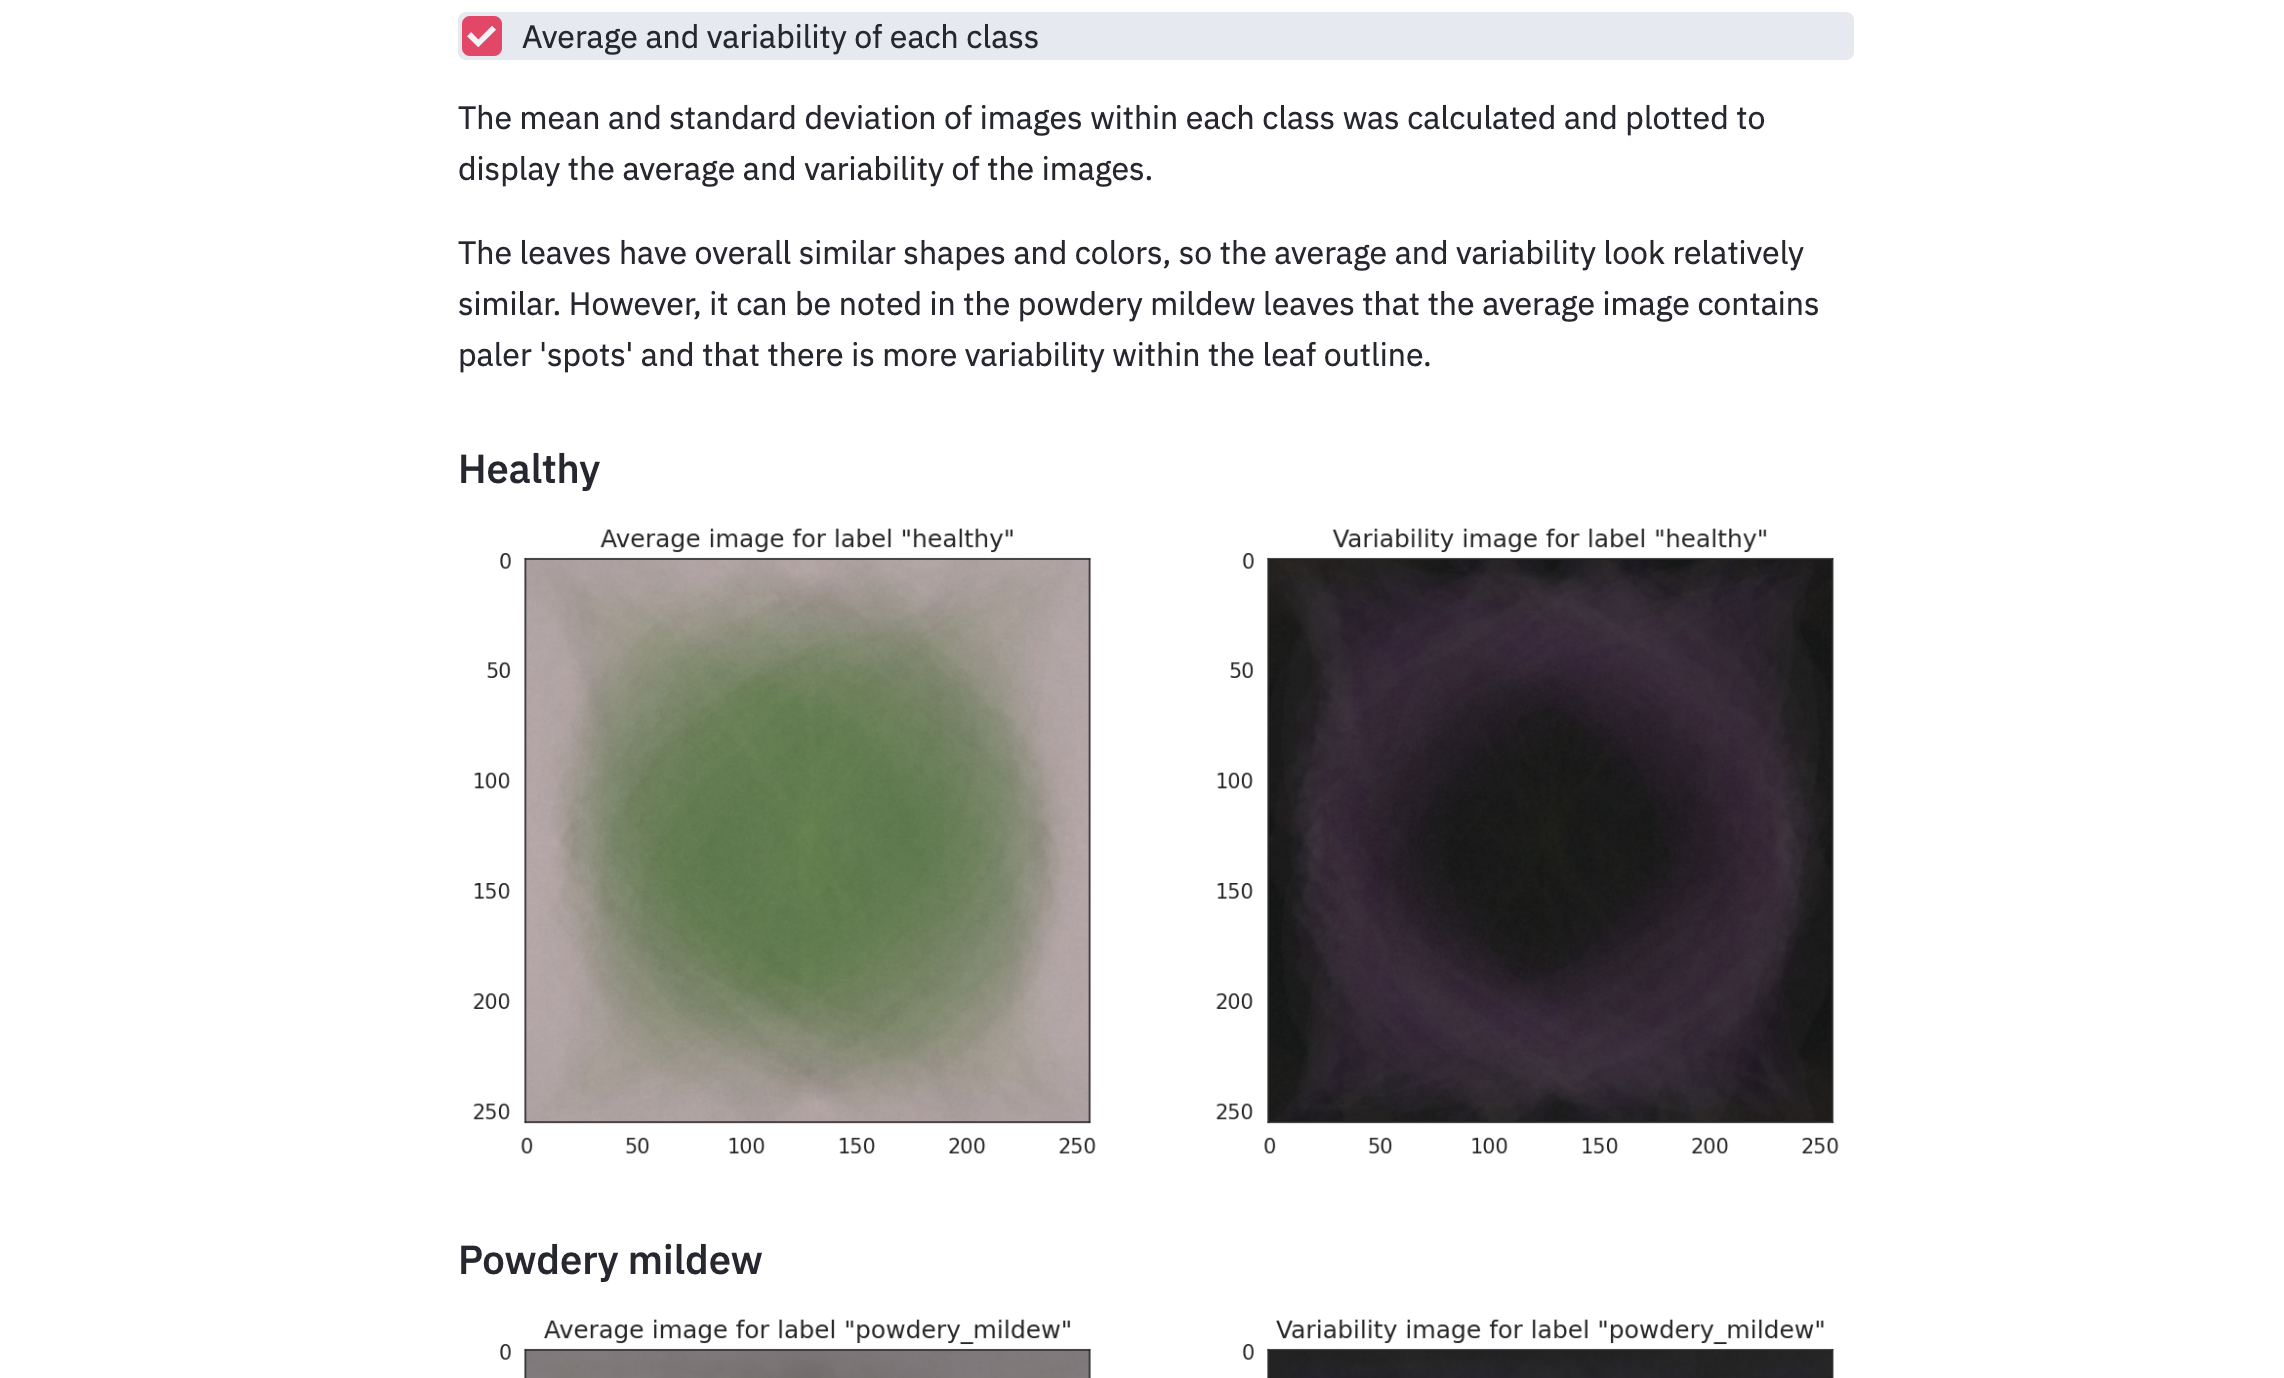 Average and variability of each class
The mean and standard deviation of images within each class was calculated and plotted to
display the average and variability of the images.
The leaves have overall similar shapes and colors, so the average and variability look relatively
similar. However, it can be noted in the powdery mildew leaves that the average image contains
paler 'spots' and that there is more variability within the leaf outline.
Healthy
Average image for label "healthy"
0
50
100
150
200
250
0 50 100 150 200 250
Variability image for label "healthy"
0
50
100
150
200
250
0 50 100 150 200 250
Powdery mildew
Average image for label "powdery_mildew"
0
Variability image for label "powdery_mildew"
0